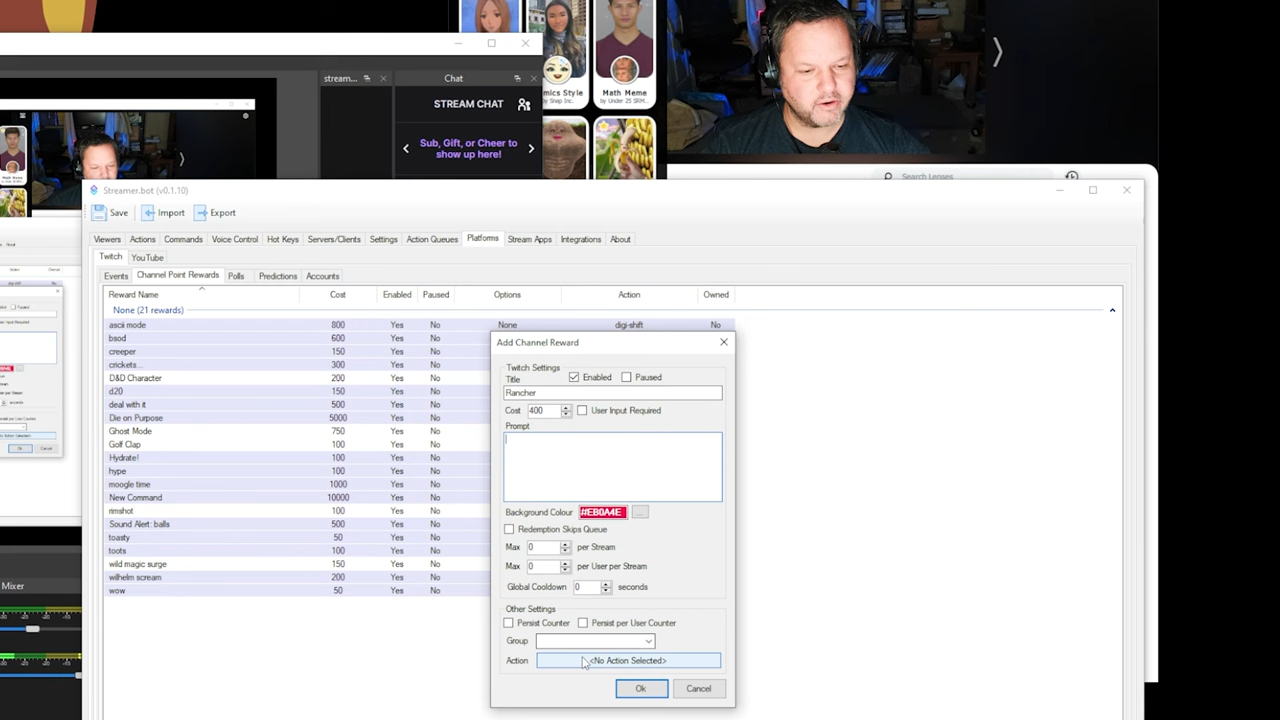 mics Style
by Snap Inc.
Math Meme
by Under 25 SRM...
stream...
Chat
STREAM CHAT
Sub, Gift, or Cheer to
show up here!
Search Lenses
Streamer.bot (v0.1.10)
Save
Import
Export
Viewers
Actions
Commands
Voice Control
Hot Keys
Servers/Clients
Settings
Action Queues
Platforms
Stream Apps
Integrations
About
Twitch
YouTube
Events
Channel Point Rewards
Polls
Predictions
Accounts
Reward Name Cost Enabled Paused Options Action Owned
None (21 rewards)
ascii mode 800 Yes No None digi-shift No
bsod 600 Yes No
creeper 150 Yes No
crickets... 300 Yes No
D&D Character 200 Yes No
d20 150 Yes No
deal with it 500 Yes No
Die on Purpose 5000 Yes No
Ghost Mode 750 Yes No
Golf Clap 100 Yes No
Hydrate! 100 Yes No
hype 100 Yes No
moogle time 1000 Yes No
New Command 10000 Yes No
rimshot 100 Yes No
Sound Alert: balls 500 Yes No
toasty 50 Yes No
toots 100 Yes No
wild magic surge 150 Yes No
wilhelm scream 200 Yes No
wow 50 Yes No
Add Channel Reward
Twitch Settings
Title
Enabled
Paused
Rancher
Cost 400 User Input Required
Prompt
Background Colour #EB0A4E ...
Redemption Skips Queue
Max 0 per Stream
Max 0 per User per Stream
Global Cooldown 0 seconds
Other Settings
Persist Counter
Persist per User Counter
Group
Action <No Action Selected>
Ok
Cancel
Mixer